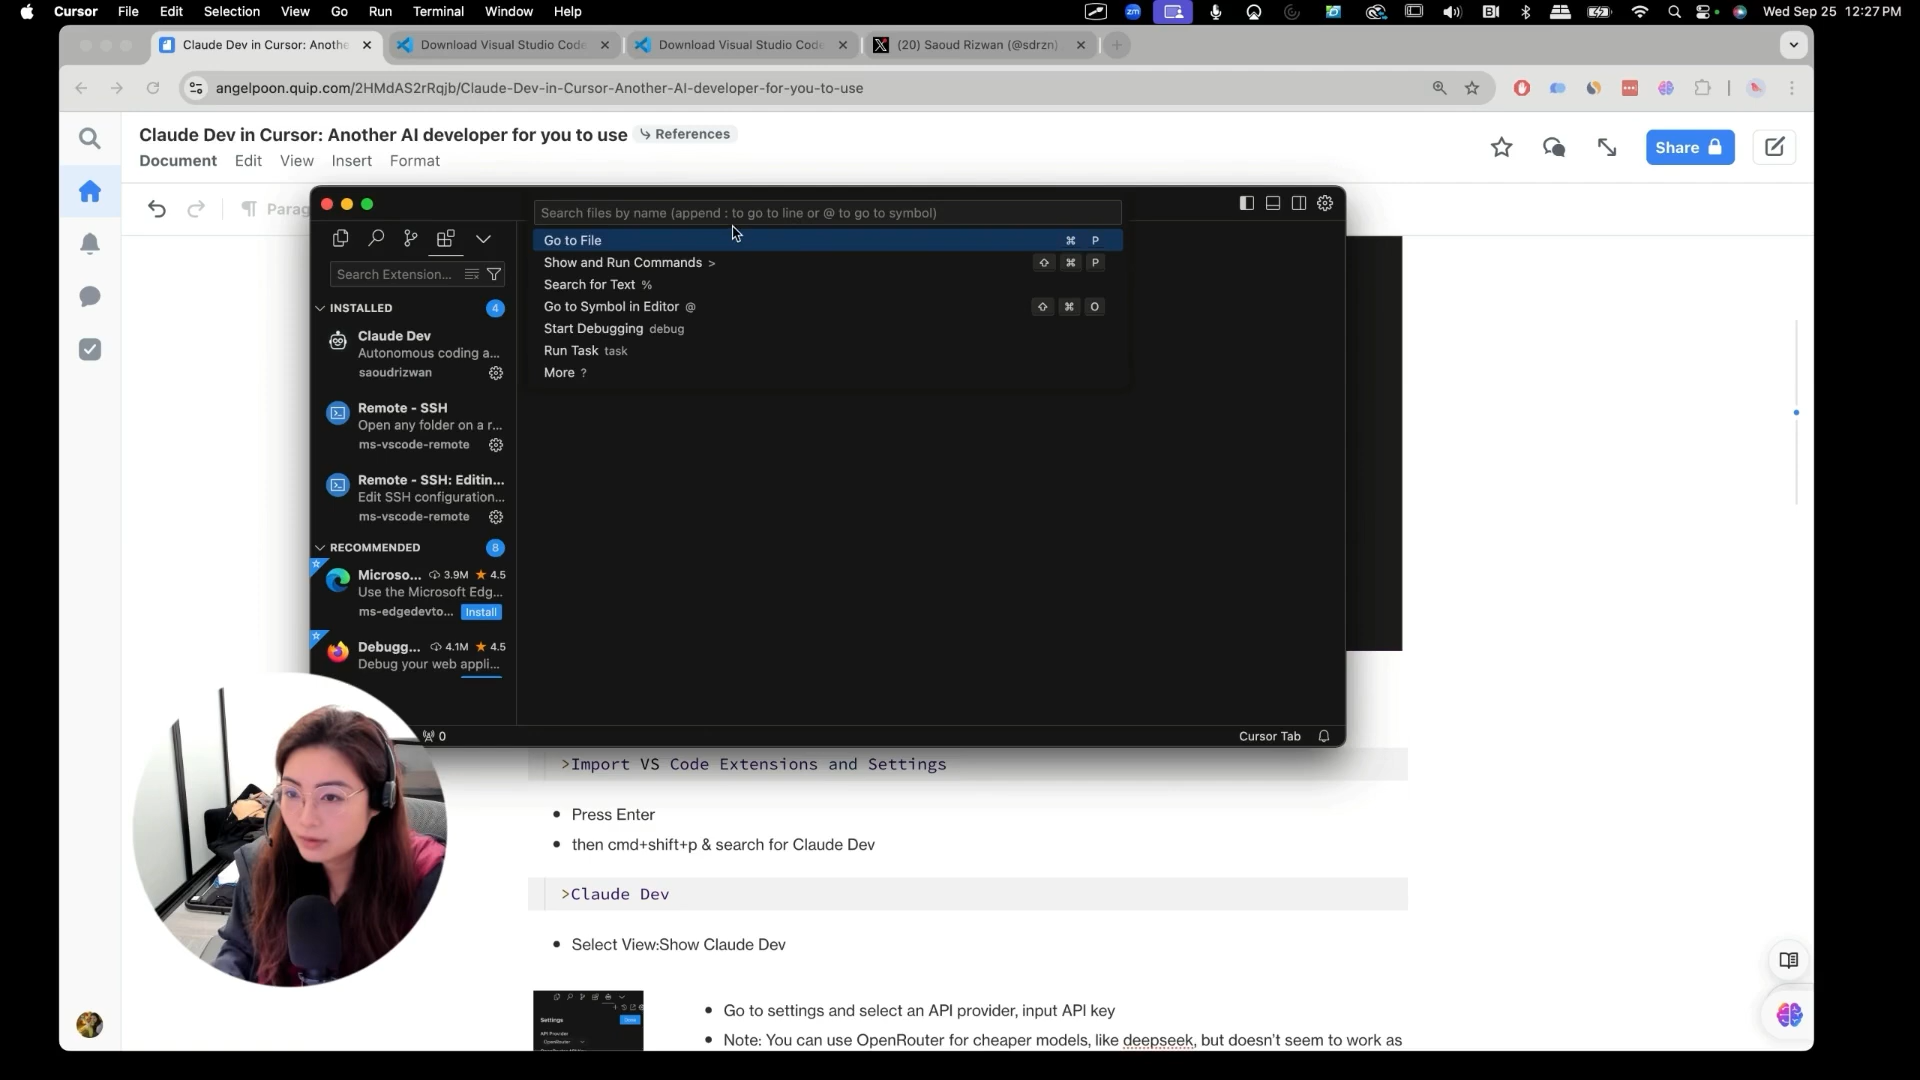 Cursor File Edit Selection View Go Run Terminal Window Help
Wed Sep 25 12:27 PM
Claude Dev in Cursor: Anothe
Download Visual Studio Code
Download Visual Studio Code
(20) Saoud Rizwan (@sdrzn)
angelpoon.quip.com/2HMdAS2rRqjb/Claude-Dev-in-Cursor-Another-AI-developer-for-you-to-use
Claude Dev in Cursor: Another AI developer for you to use
References
Share
Document Edit View Insert Format
Parag
Search files by name (append : to go to line or @ to go to symbol)
Go to File ⌘ P
Show and Run Commands > ⇧ ⌘ P
Search for Text %
Go to Symbol in Editor @ ⇧ ⌘ O
Start Debugging debug
Run Task task
More ?
Search Extension...
INSTALLED 4
Claude Dev
Autonomous coding a...
saoudrizwan
Remote - SSH
Open any folder on a r...
ms-vscode-remote
Remote - SSH: Editin...
Edit SSH configuration...
ms-vscode-remote
RECOMMENDED 8
Microso... 3.9M ★ 4.5
Use the Microsoft Edg...
ms-edgedevto... Install
Debugg... 4.1M ★ 4.5
Debug your web appli...
0
Cursor Tab
>Import VS Code Extensions and Settings
• Press Enter
• then cmd+shift+p & search for Claude Dev
>Claude Dev
• Select View:Show Claude Dev
Settings
API Provider
OpenRouter
• Go to settings and select an API provider, input API key
• Note: You can use OpenRouter for cheaper models, like deepseek, but doesn't seem to work as